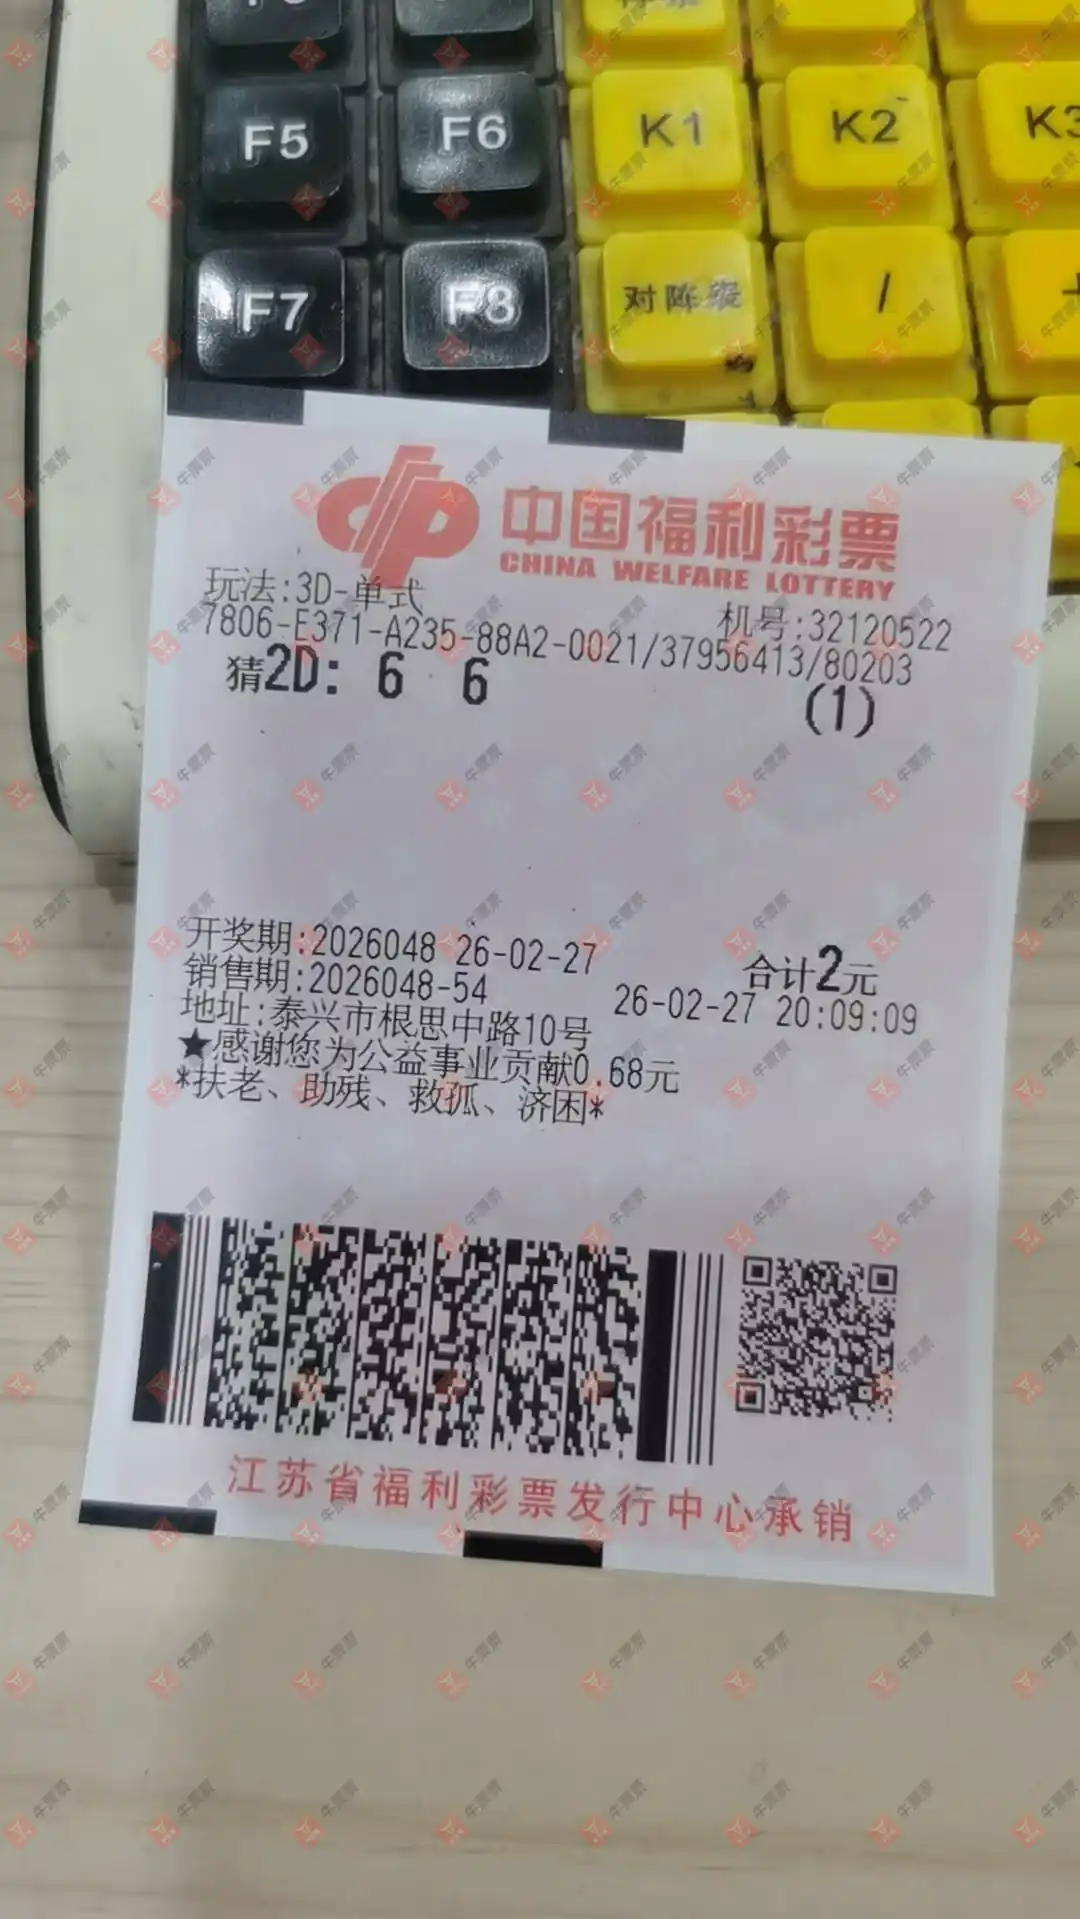 F5 F6 K1 K2 K3
F7 F8 对阵表 / +
中国福利彩票
CHINA WELFARE LOTTERY
玩法:3D-单式
机号:32120522
7806-E371-A235-88A2-0021/37956413/80203
猜2D: 6 6
(1)
开奖期:2026048 26-02-27
合计2元
销售期:2026048-54
26-02-27 20:09:09
地址:泰兴市根思中路10号
★感谢您为公益事业贡献0.68元
*扶老、助残、救孤、济困*
江苏省福利彩票发行中心承销
牛票票